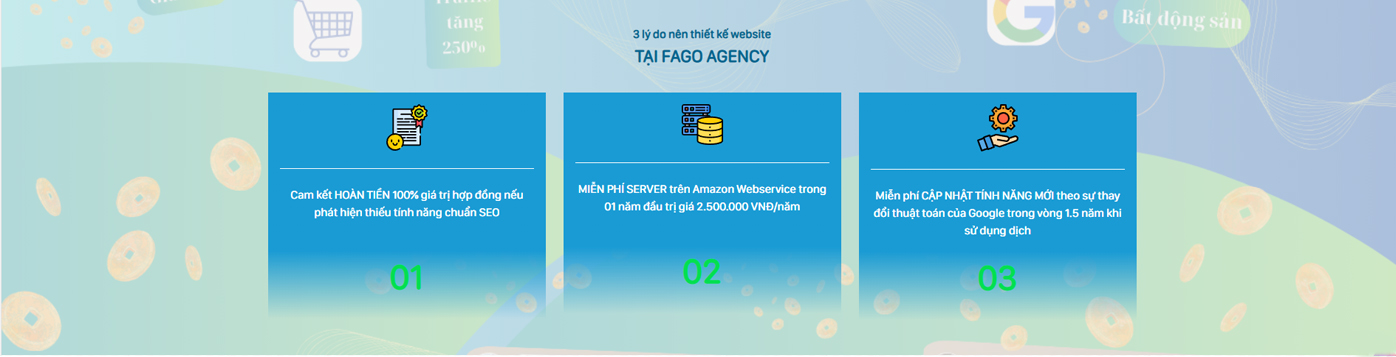 tăng
250%
Bất động sản
3 lý do nên thiết kế website
TẠI FAGO AGENCY
Cam kết HOÀN TIỀN 100% giá trị hợp đồng nếu
phát hiện thiếu tính năng chuẩn SEO
01
MIỄN PHÍ SERVER trên Amazon Webservice trong
01 năm đầu trị giá 2.500.000 VNĐ/năm
02
Miễn phí CẬP NHẬT TÍNH NĂNG MỚI theo sự thay
đổi thuật toán của Google trong vòng 1.5 năm khi
sử dụng dịch
03